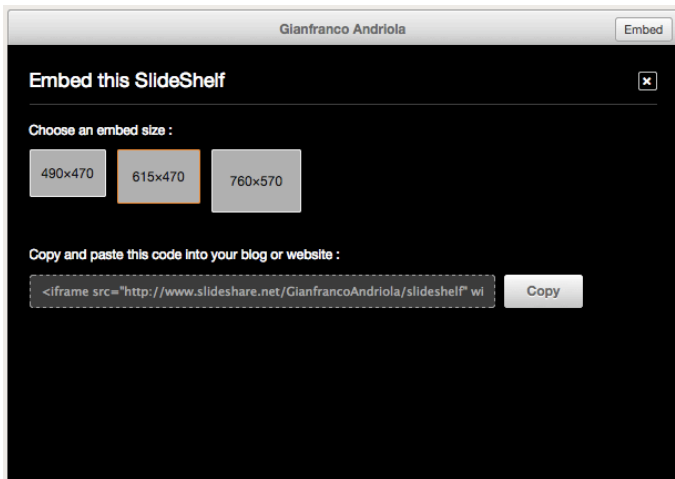 Gianfranco Andriola
Embed
Embed this SlideShelf
Choose an embed size :
490×470
615×470
760×570
Copy and paste this code into your blog or website :
<iframe src="http://www.slideshare.net/GianfrancoAndriola/slideshelf" wi
Copy